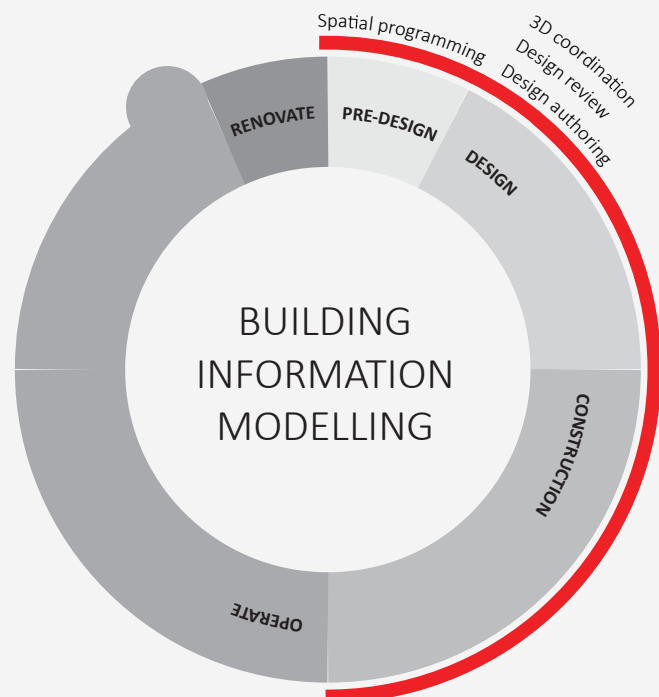 Spatial programming
3D coordination
Design review
Design authoring
RENOVATE
PRE-DESIGN
DESIGN
BUILDING
INFORMATION
MODELLING
CONSTRUCTION
OPERATE